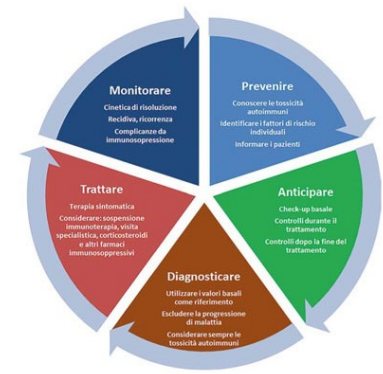 Prevenire
Conoscere le tossicità
autoimmuni
Identificare i fattori di rischio
individuali
Informare i pazienti
Anticipare
Check-up basale
Controlli durante il
trattamento
Controlli dopo la fine del
trattamento
Diagnosticare
Utilizzare i valori basali
come riferimento
Escludere la progressione
di malattia
Considerare sempre le
tossicità autoimmuni
Trattare
Terapia sintomatica
Considerare: sospensione
immunoterapia, visita
specialistica, corticosteroidi
e altri farmaci
immunosoppressivi
Monitorare
Cinetica di risoluzione
Recidiva, ricorrenza
Complicanze da
immunosopressione